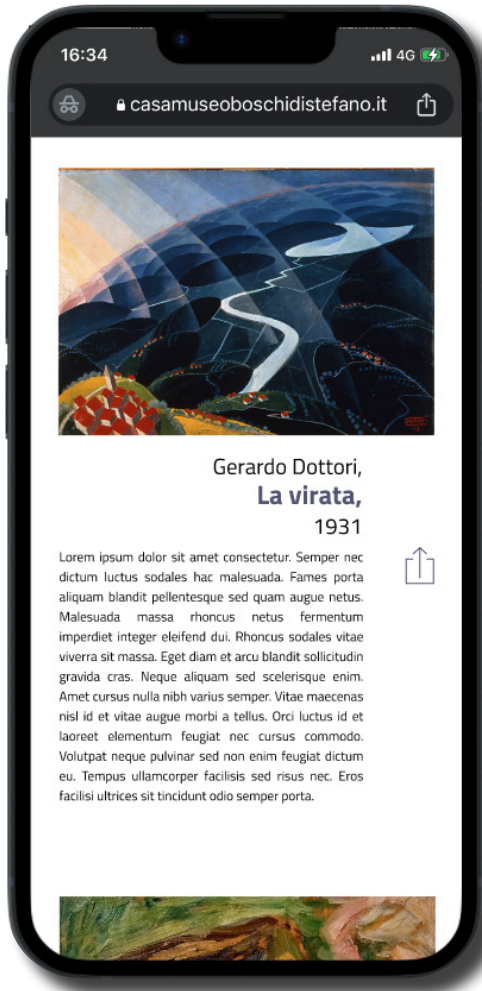 16:34
4G
casamuseoboschidistefano.it
Gerardo Dottori,
La virata,
1931
Lorem ipsum dolor sit amet consectetur. Semper nec
dictum luctus sodales hac malesuada. Fames porta
aliquam blandit pellentesque sed quam augue netus.
Malesuada massa rhoncus netus fermentum
imperdiet integer eleifend dui. Rhoncus sodales vitae
viverra sit massa. Eget diam et arcu blandit sollicitudin
gravida cras. Neque aliquam sed scelerisque enim.
Amet cursus nulla nibh varius semper. Vitae maecenas
nisl id et vitae augue morbi a tellus. Orci luctus id et
laoreet elementum feugiat nec cursus commodo.
Volutpat neque pulvinar sed non enim feugiat dictum
eu. Tempus ullamcorper facilisis sed risus nec. Eros
facilisi ultrices sit tincidunt odio semper porta.